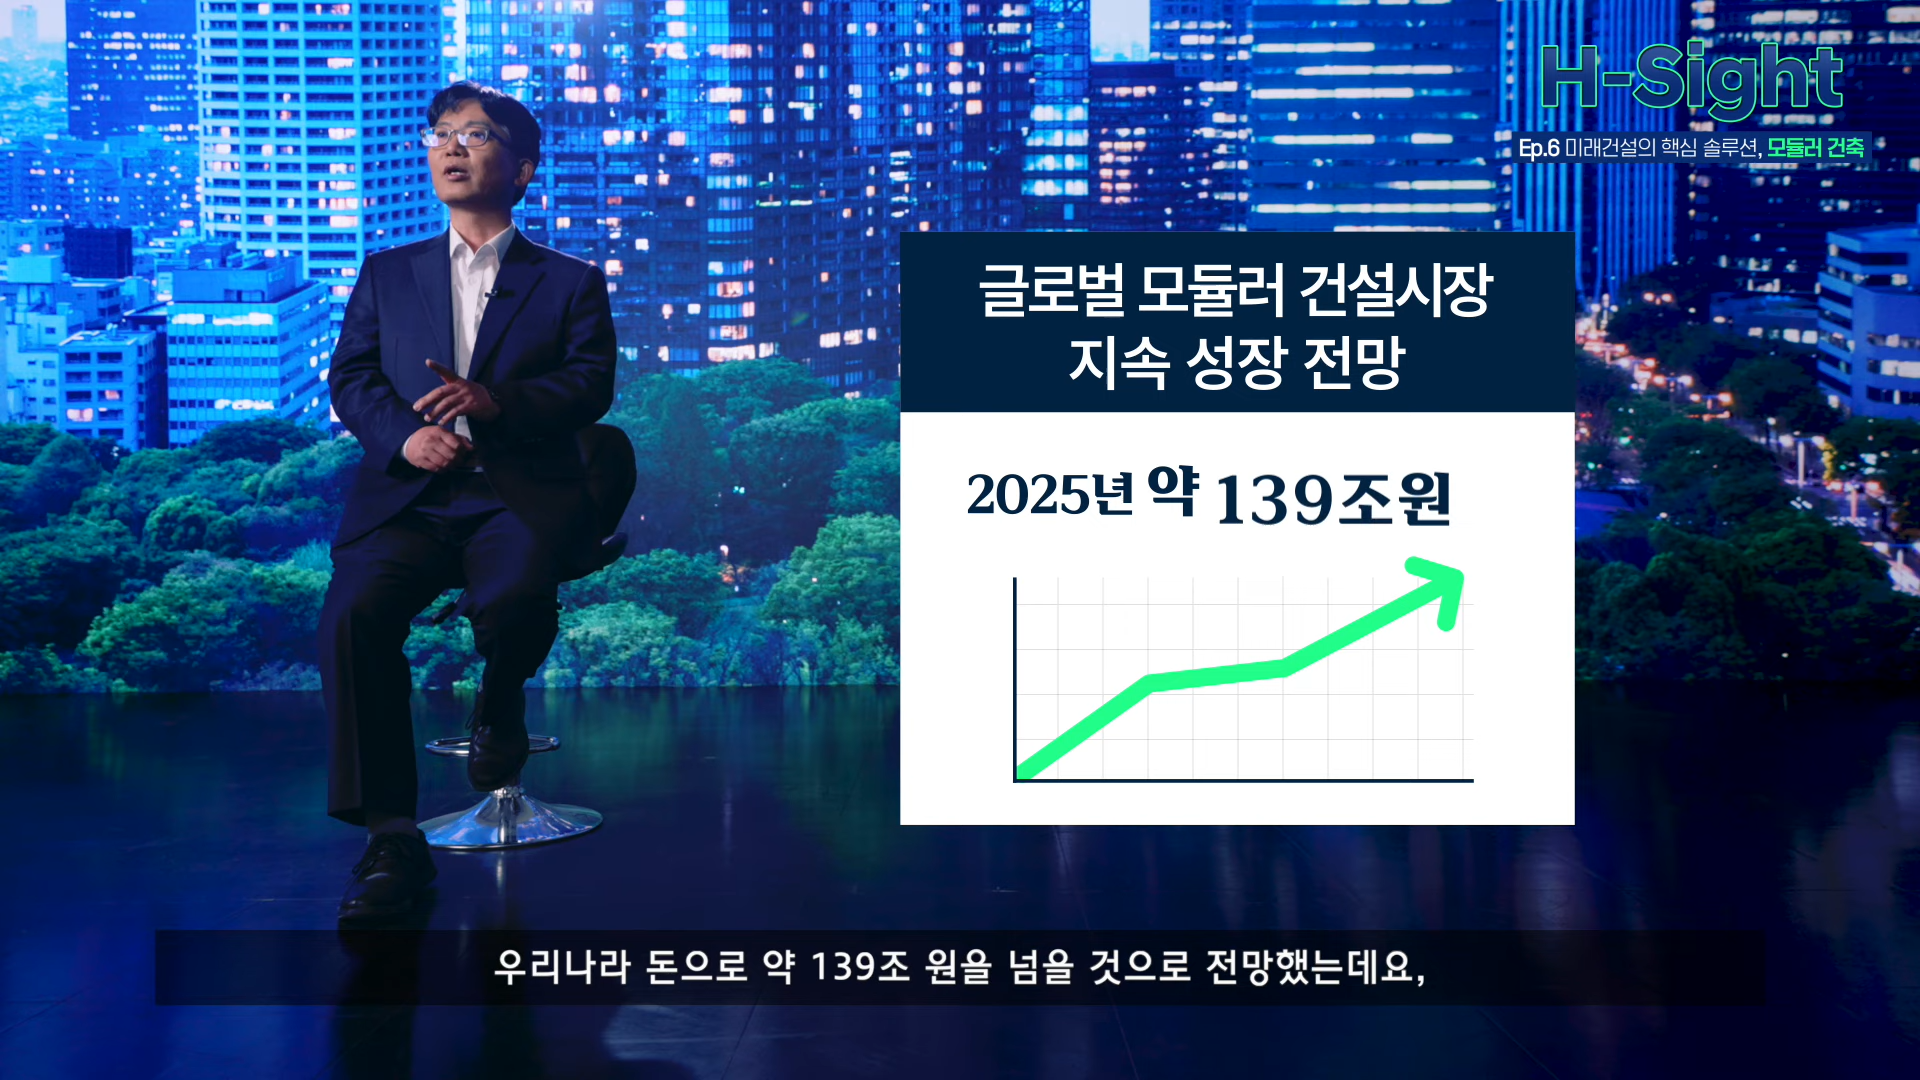 H-Sight
Ep.6 미래건설의 핵심 솔루션, 모듈러 건축
글로벌 모듈러 건설시장
지속 성장 전망
2025년 약 139조원
우리나라 돈으로 약 139조 원을 넘을 것으로 전망했는데요,